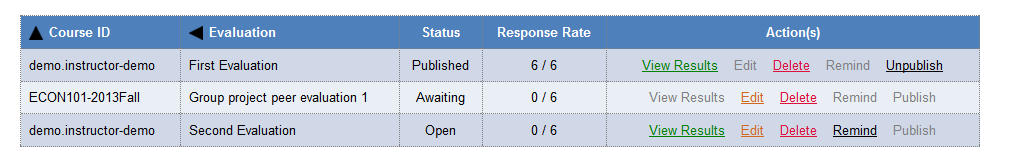 Course ID Evaluation Status Response Rate Action(s)
demo.instructor-demo First Evaluation Published 6 / 6 View Results Edit Delete Remind Unpublish
ECON101-2013Fall Group project peer evaluation 1 Awaiting 0 / 6 View Results Edit Delete Remind Publish
demo.instructor-demo Second Evaluation Open 0 / 6 View Results Edit Delete Remind Publish